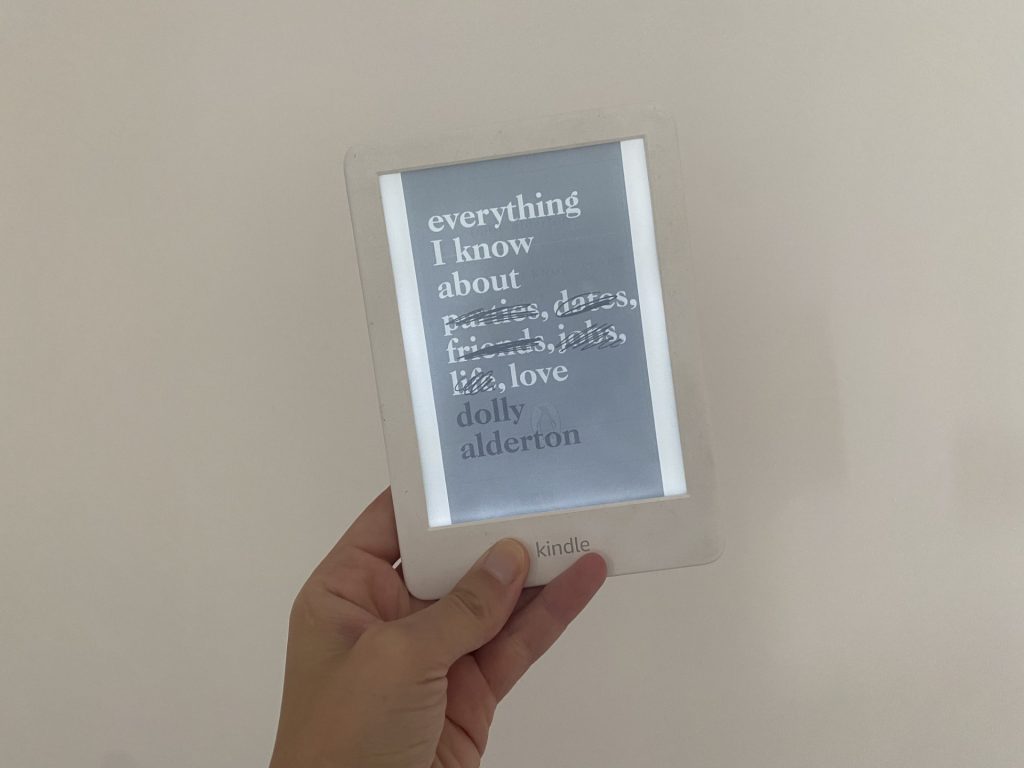 everything
I know
about
parties, dates,
friends, jobs,
life, love
dolly
alderton
kindle